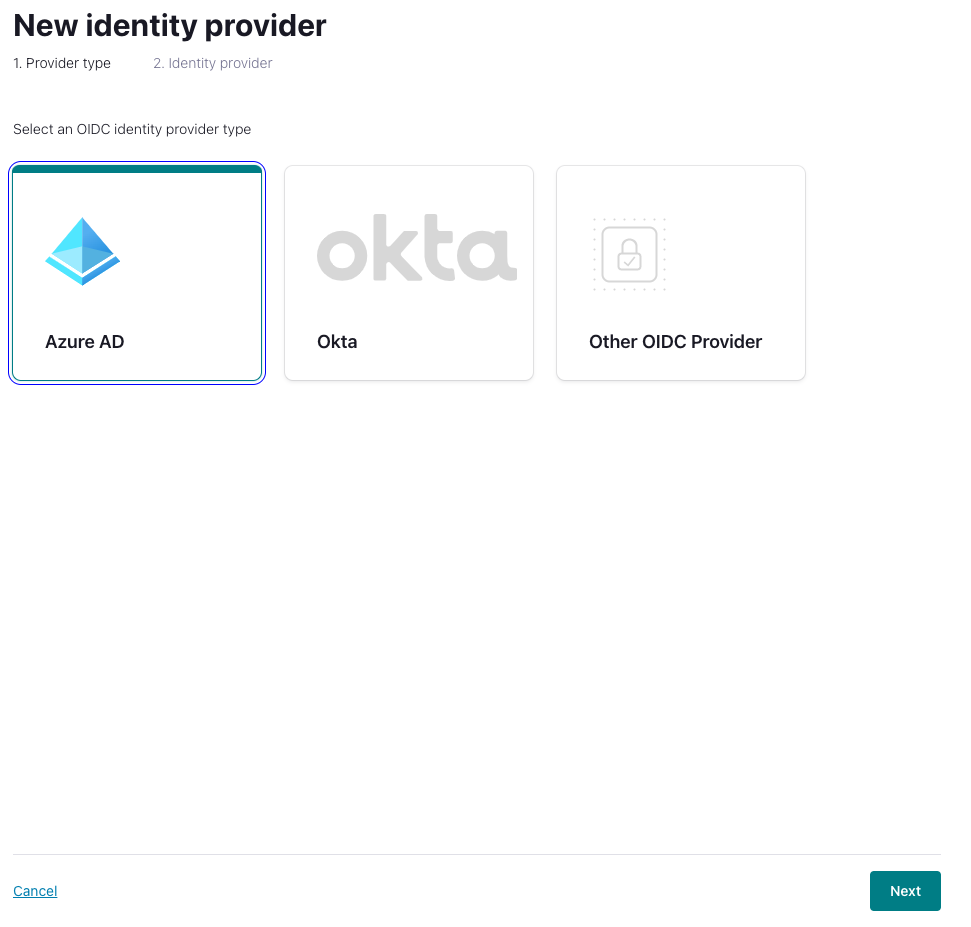 New identity provider
1. Provider type 2. Identity provider
Select an OIDC identity provider type
okta
Azure AD
Okta
Other OIDC Provider
Cancel
Next